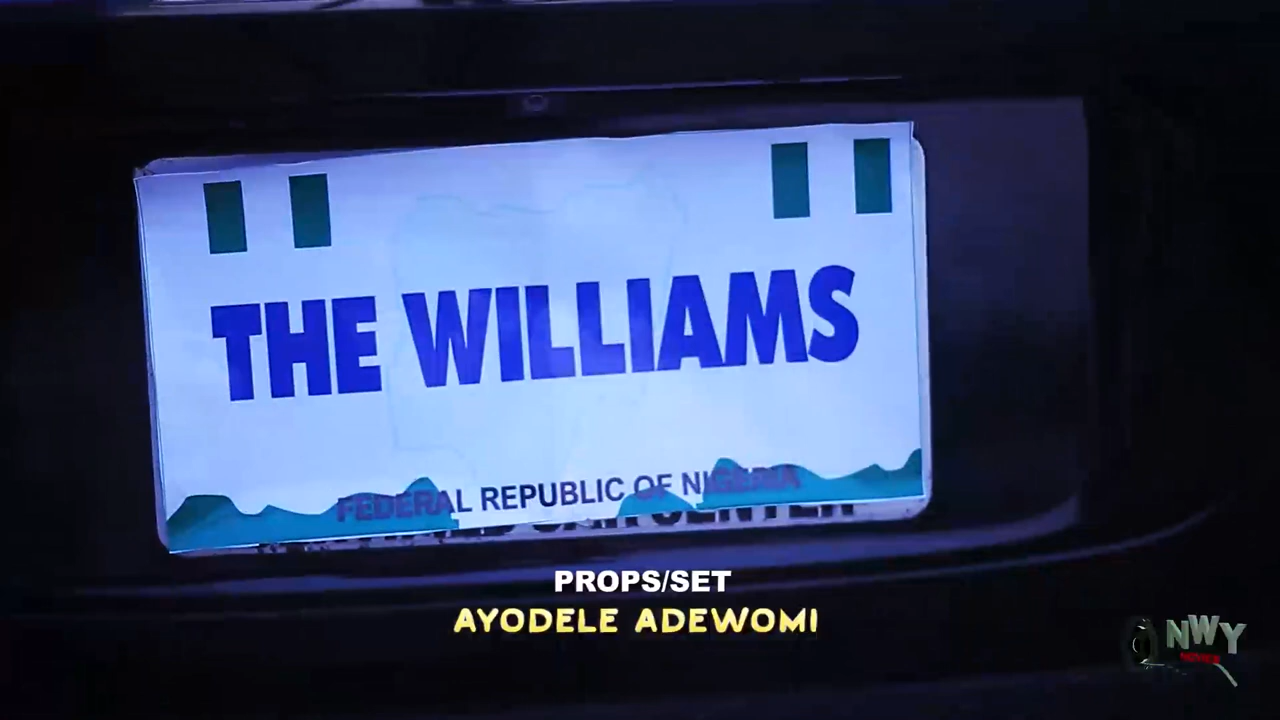 THE WILLIAMS
FEDERAL REPUBLIC OF NIGERIA
PROPS/SET
AYODELE ADEWOMI
NWY